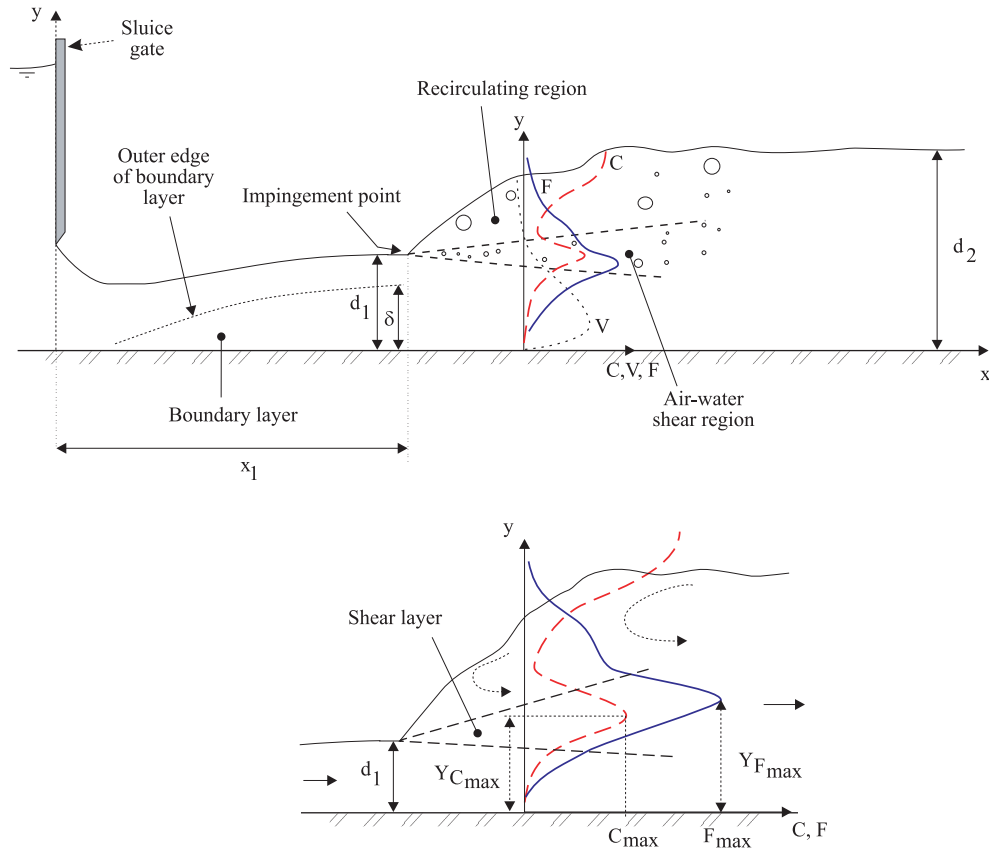 y
Sluice
gate
Recirculating region
y
Outer edge
of boundary
layer
Impingement point
F
C
d1
δ
V
d2
C,V, F
x
Boundary layer
Air-water
shear region
x1
y
Shear layer
d1
YCmax
YFmax
Cmax
Fmax
C, F